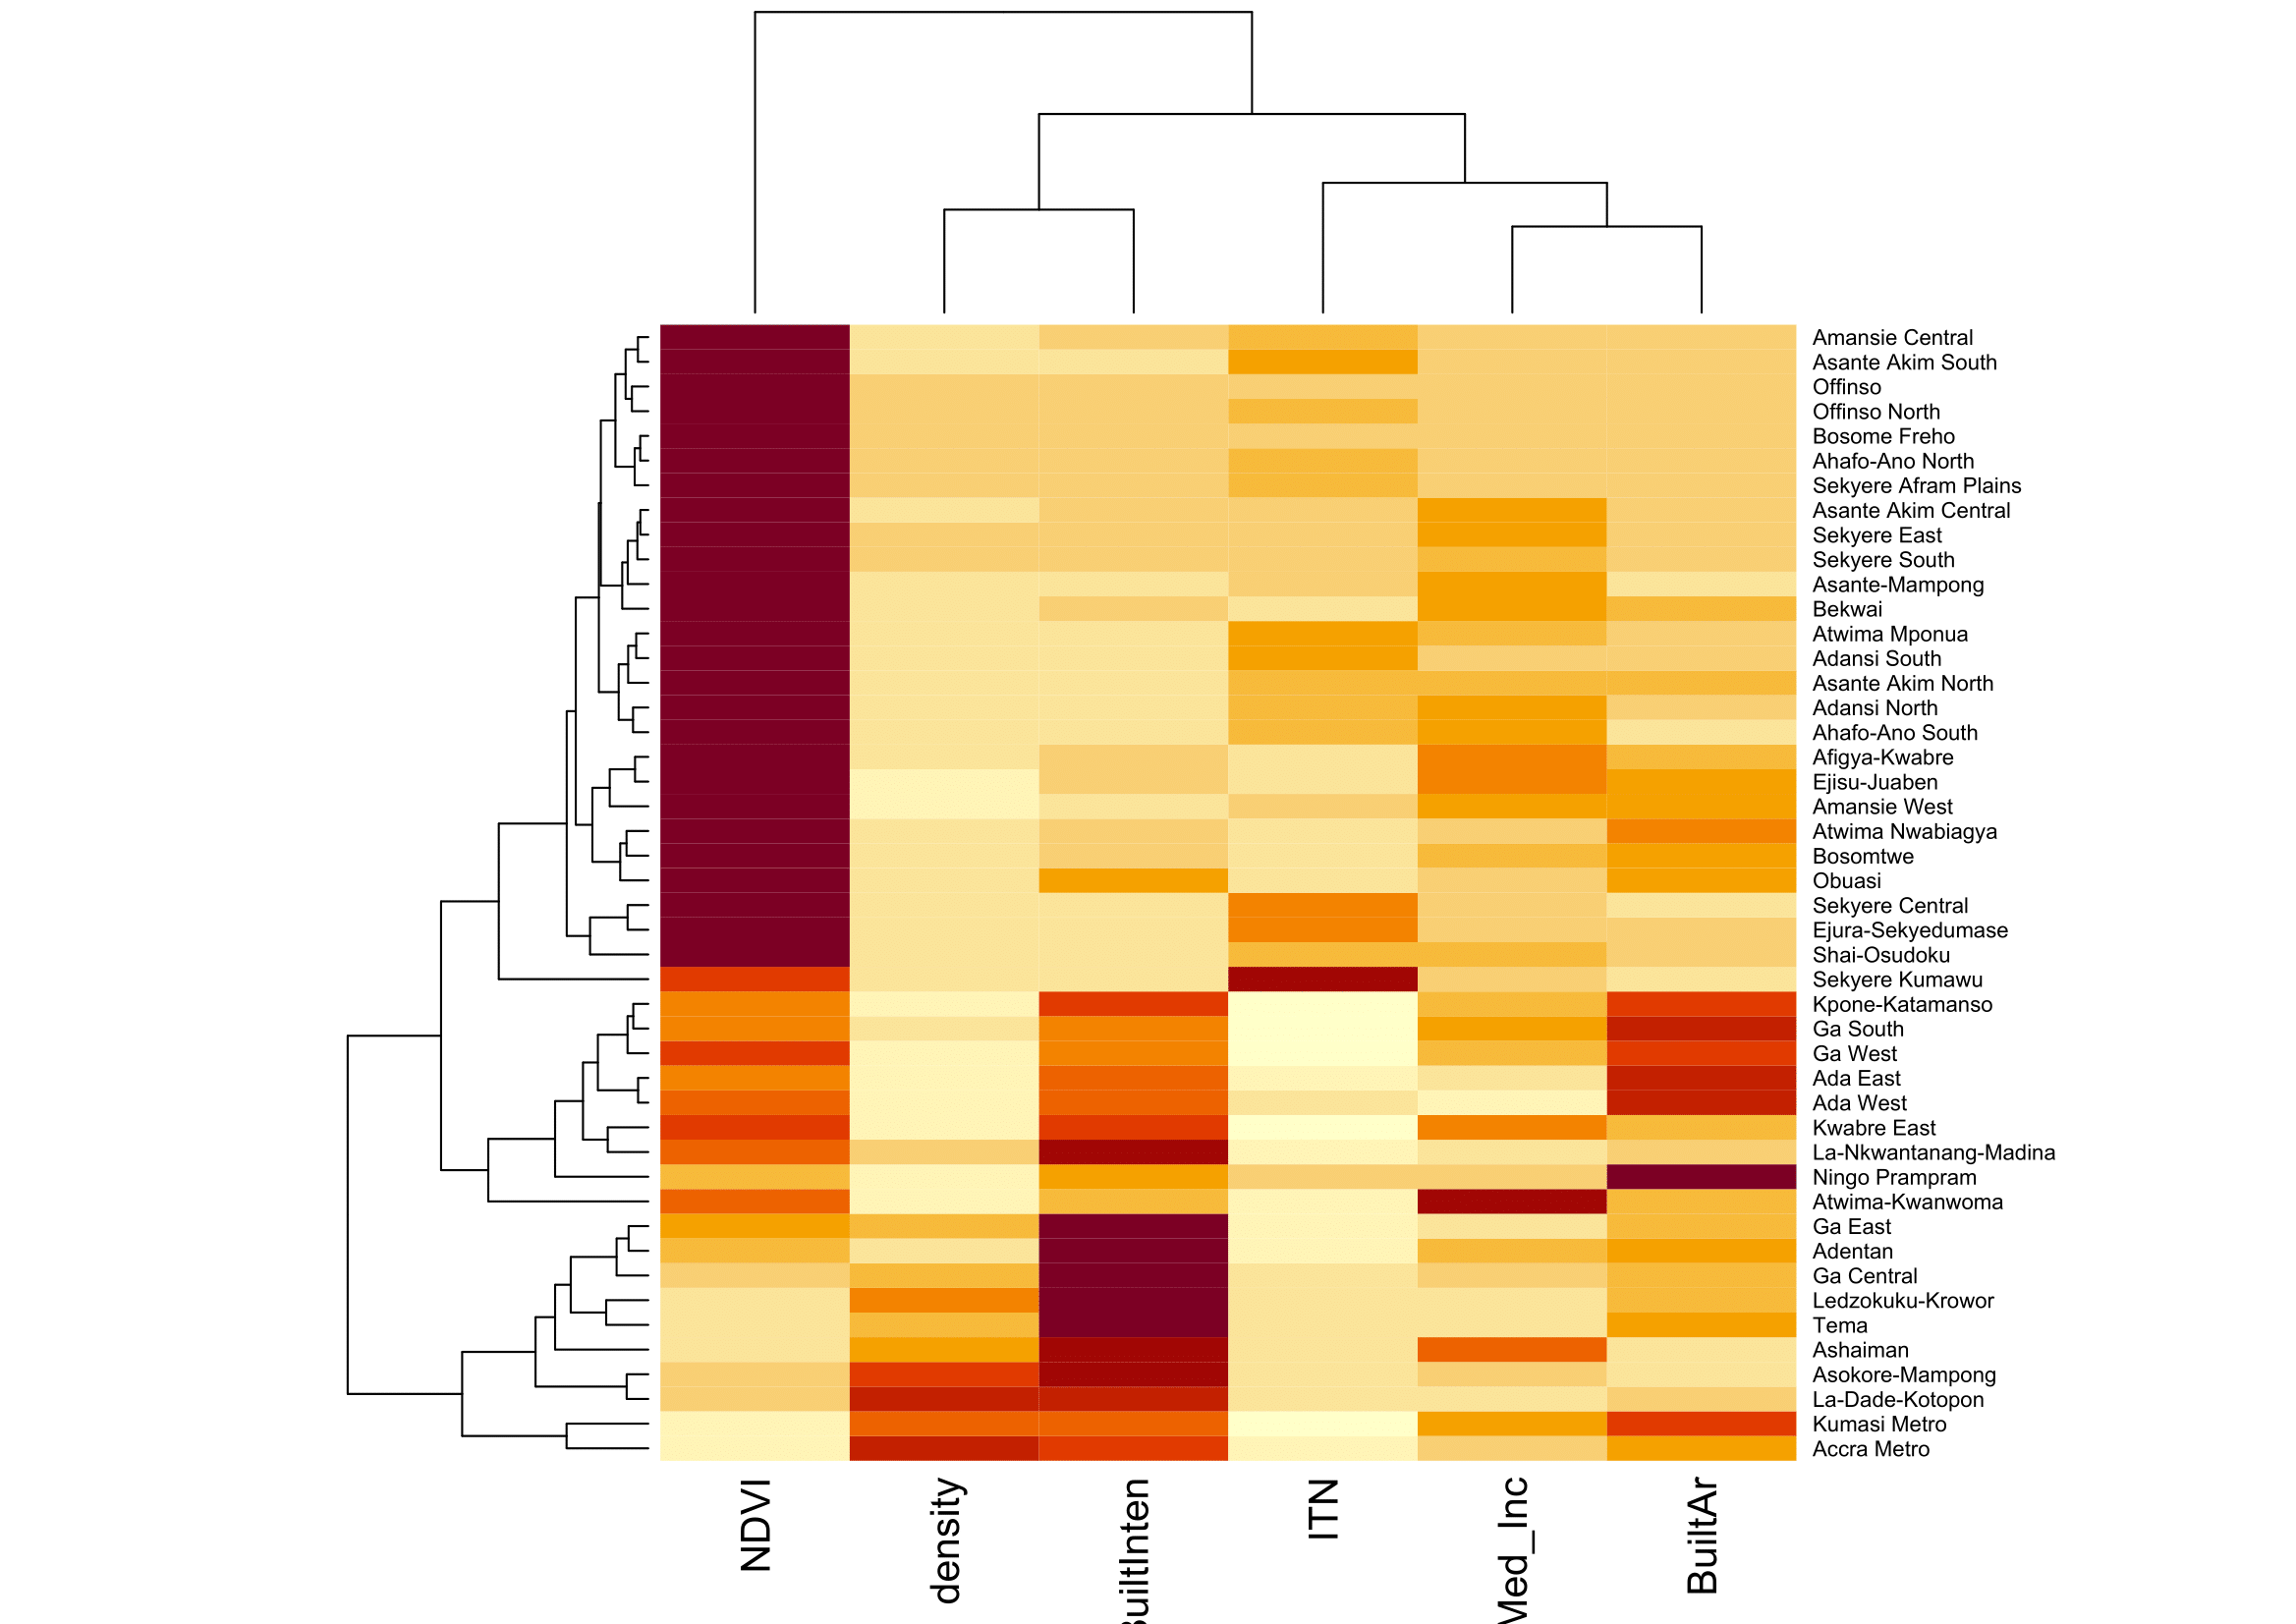 Amansie Central
Asante Akim South
Offinso
Offinso North
Bosome Freho
Ahafo-Ano North
Sekyere Afram Plains
Asante Akim Central
Sekyere East
Sekyere South
Asante-Mampong
Bekwai
Atwima Mponua
Adansi South
Asante Akim North
Adansi North
Ahafo-Ano South
Afigya-Kwabre
Ejisu-Juaben
Amansie West
Atwima Nwabiagya
Bosomtwe
Obuasi
Sekyere Central
Ejura-Sekyedumase
Shai-Osudoku
Sekyere Kumawu
Kpone-Katamanso
Ga South
Ga West
Ada East
Ada West
Kwabre East
La-Nkwantanang-Madina
Ningo Prampram
Atwima-Kwanwoma
Ga East
Adentan
Ga Central
Ledzokuku-Krowor
Tema
Ashaiman
Asokore-Mampong
La-Dade-Kotopon
Kumasi Metro
Accra Metro
NDVI
density
BuiltInten
ITN
Med_Inc
BuiltAr